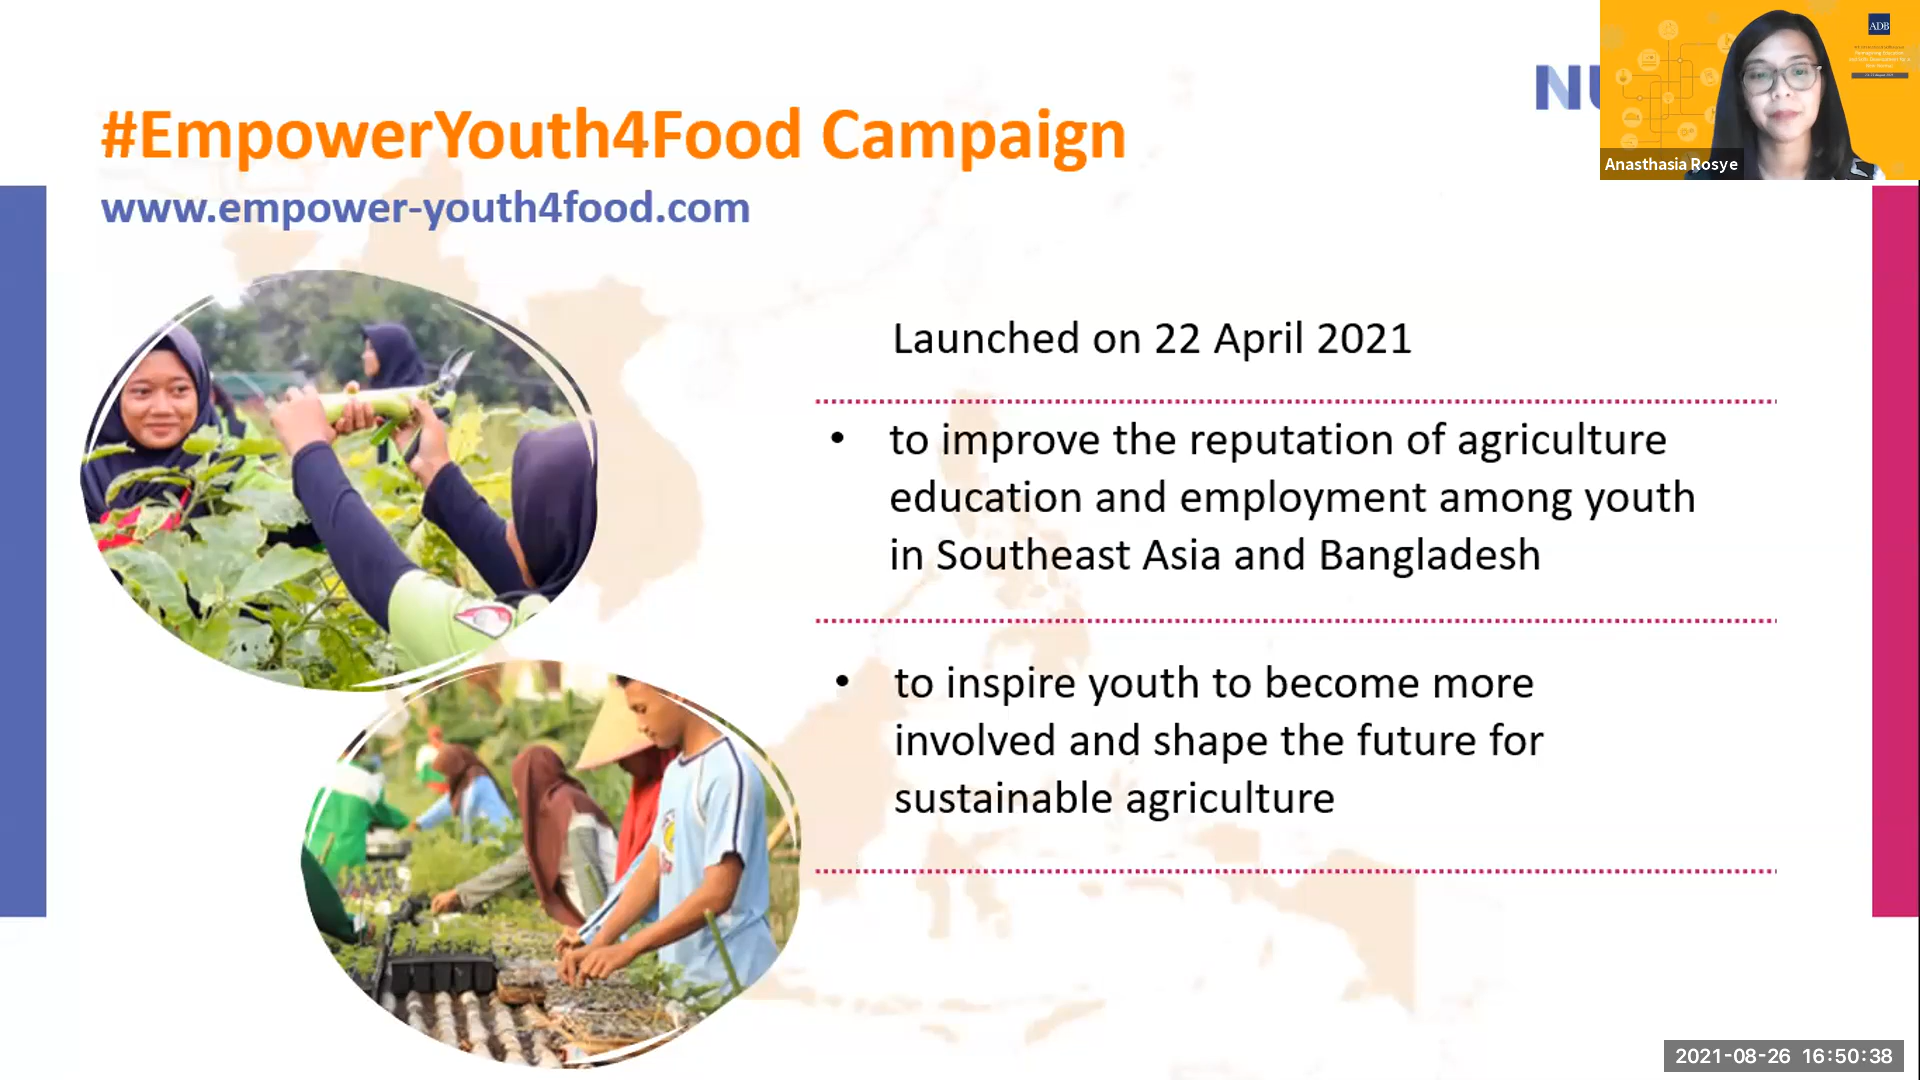 #EmpowerYouth4Food Campaign
www.empower-youth4food.com
Launched on 22 April 2021
• to improve the reputation of agriculture
education and employment among youth
in Southeast Asia and Bangladesh
• to inspire youth to become more
involved and shape the future for
sustainable agriculture
ADB
Anasthasia Rosye
2021-08-26 16:50:38